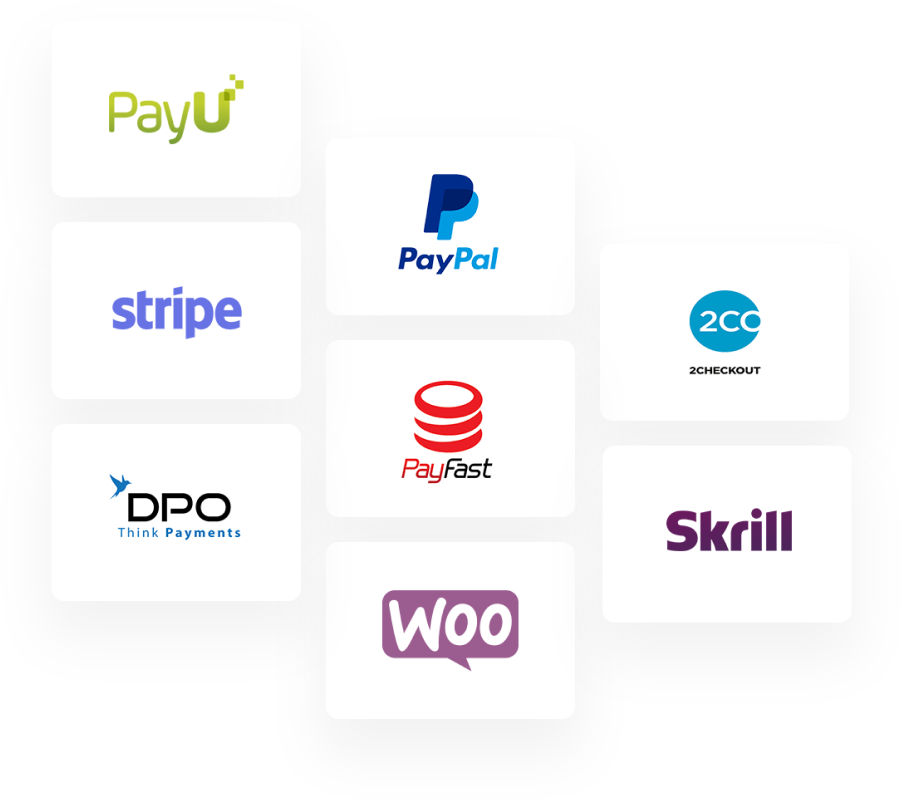 PayU
stripe
DPO
Think Payments
PayPal
PayFast
WOO
2CO
2CHECKOUT
Skrill